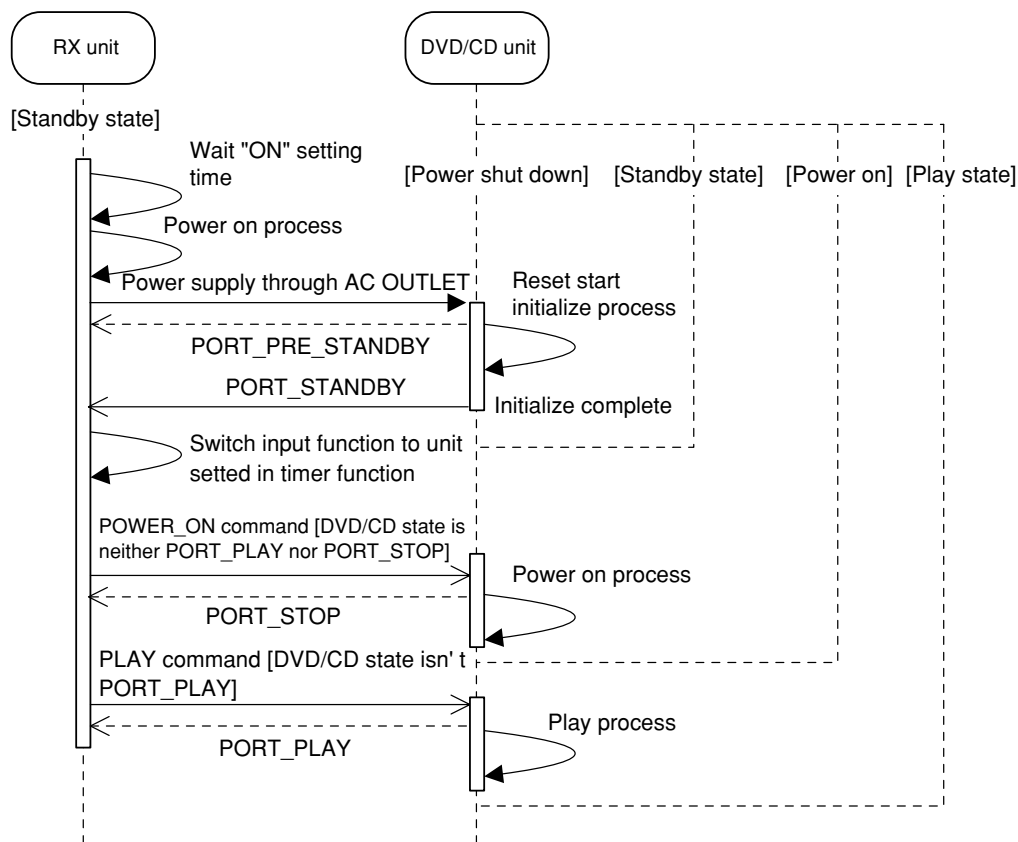 RX unit
DVD/CD unit
[Standby state]
Wait "ON" setting
time
[Power shut down]
[Standby state]
[Power on]
[Play state]
Power on process
Power supply through AC OUTLET
Reset start
initialize process
PORT_PRE_STANDBY
PORT_STANDBY
Initialize complete
Switch input function to unit
setted in timer function
POWER_ON command [DVD/CD state is
neither PORT_PLAY nor PORT_STOP]
Power on process
PORT_STOP
PLAY command [DVD/CD state isn' t
PORT_PLAY]
Play process
PORT_PLAY